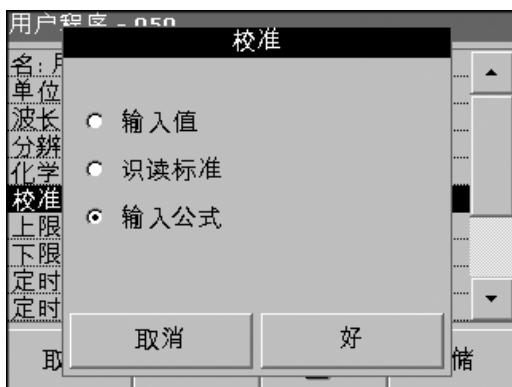 用户程序 - 050
校准
名:
单位
波长
分辨
化学
校准
上限
下限
定时
定时
输入值
识读标准
输入公式
取消
好
取
储